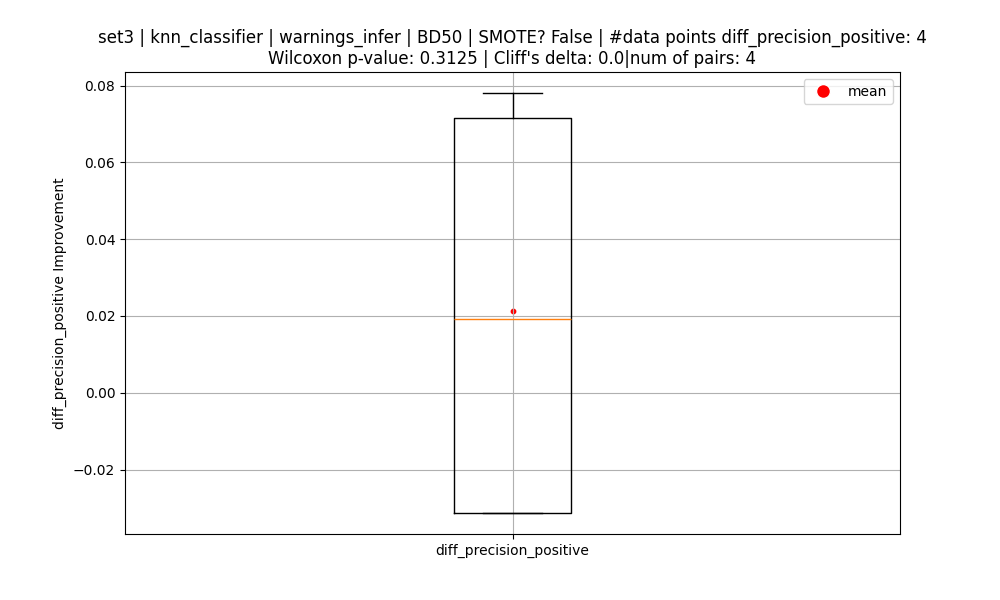 set3 | knn_classifier | warnings_infer | BD50 | SMOTE? False | #data points diff_precision_positive: 4
Wilcoxon p-value: 0.3125 | Cliff's delta: 0.0|num of pairs: 4
mean
0.08
0.06
0.04
0.02
0.00
−0.02
diff_precision_positive Improvement
diff_precision_positive